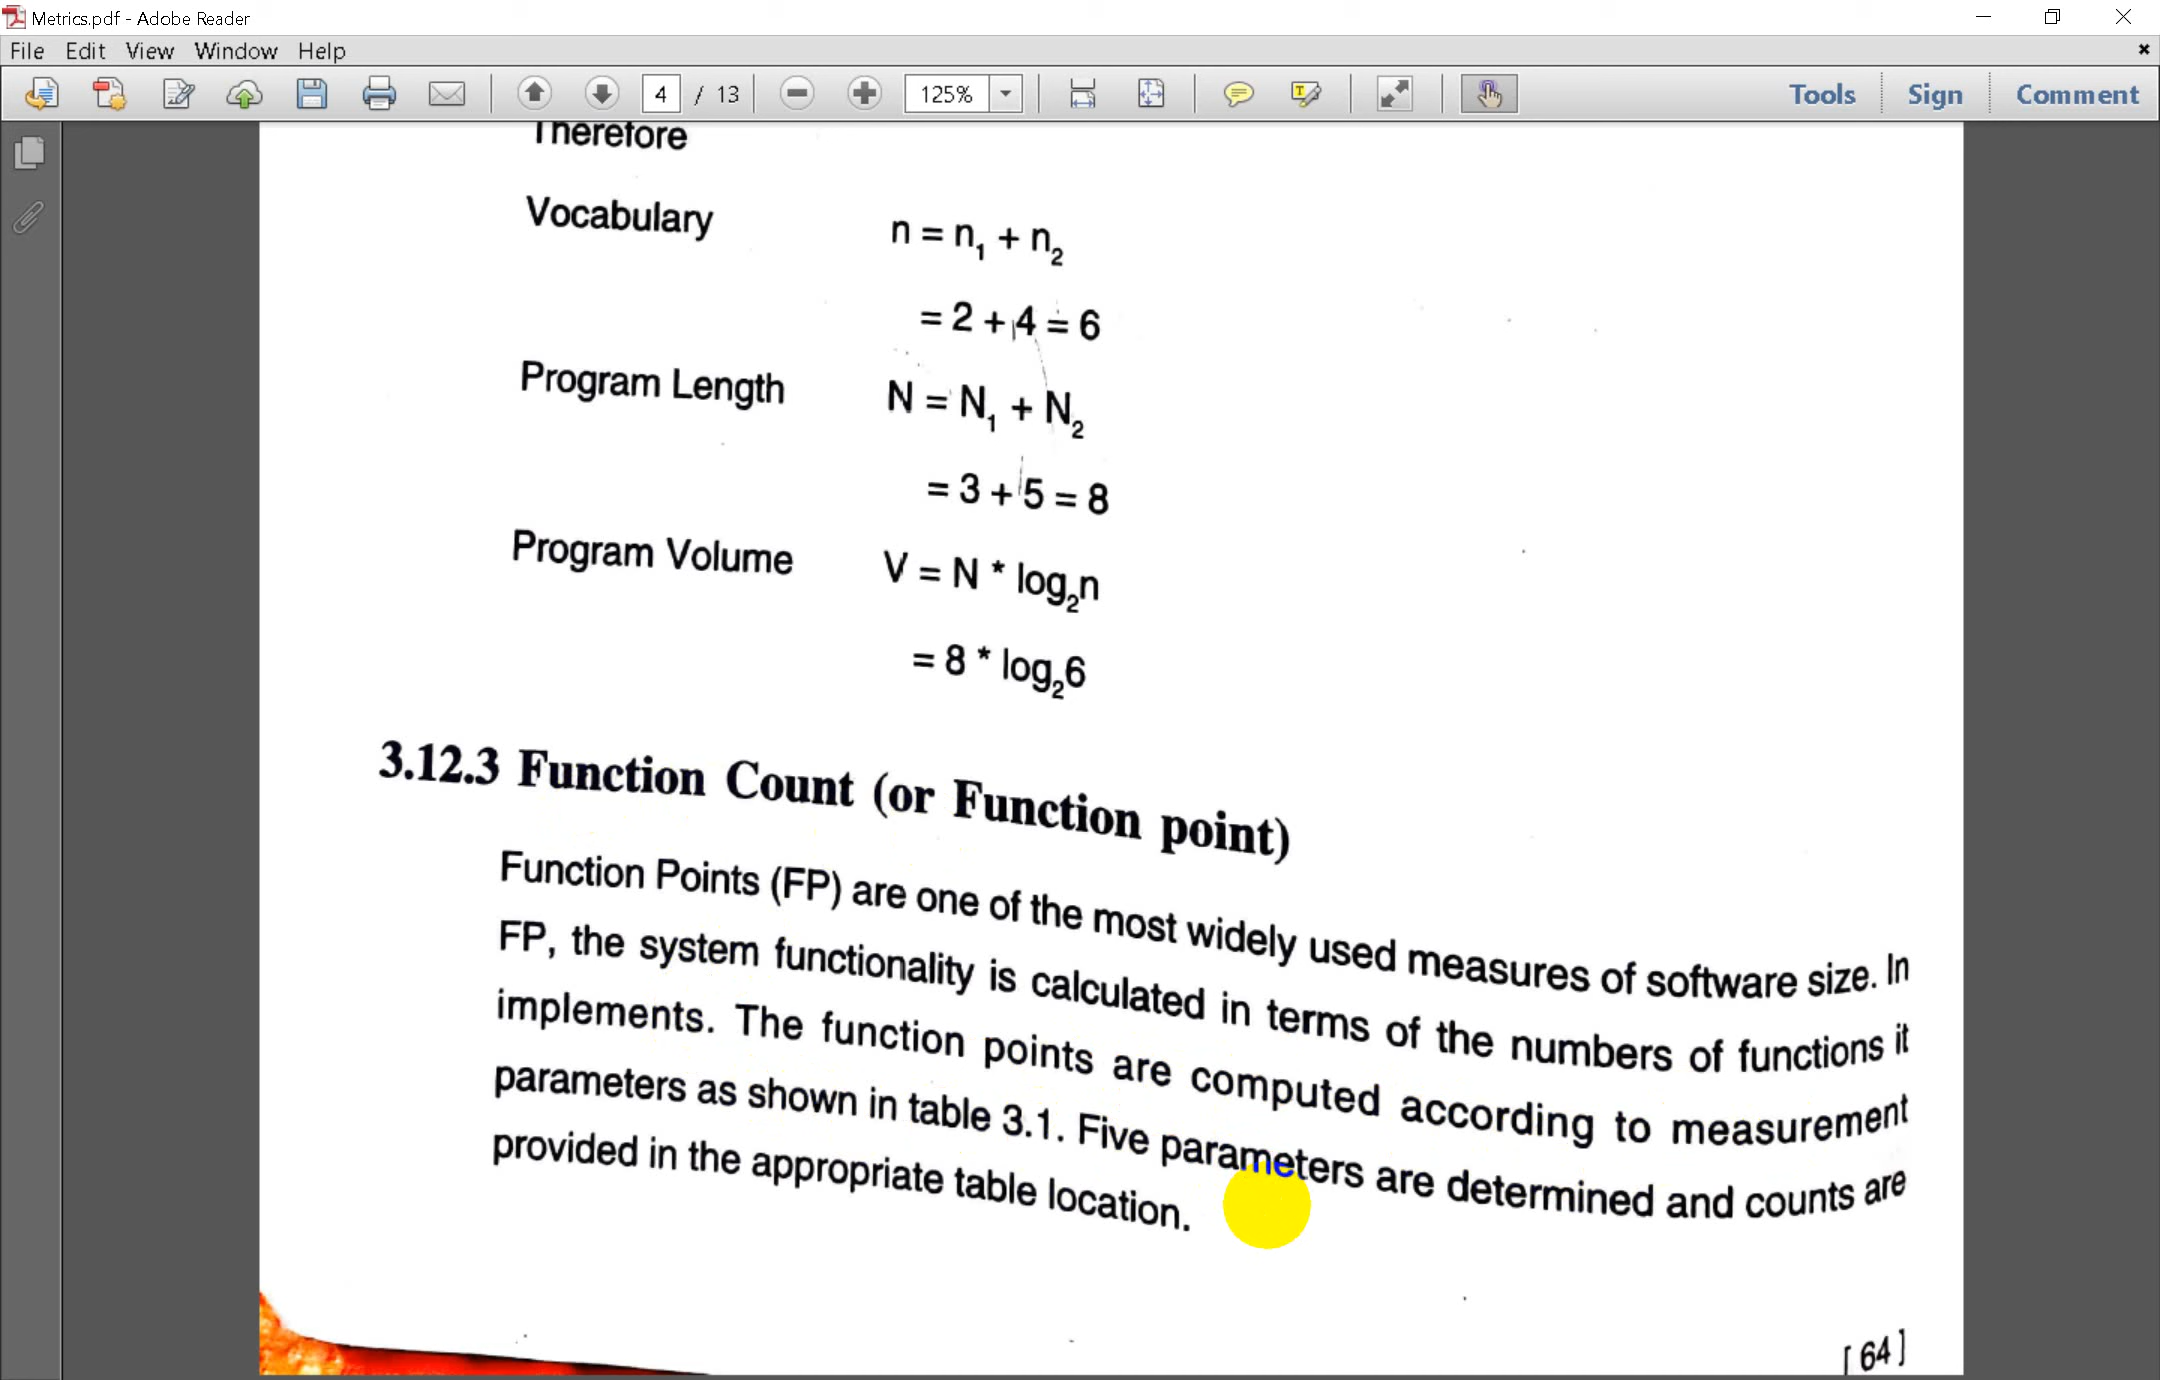 Metrics.pdf - Adobe Reader
File Edit View Window Help
4 / 13 125% Tools Sign Comment
Therefore
Vocabulary n = n₁ + n₂
= 2 + 4 = 6
Program Length N = N₁ + N₂
= 3 + 5 = 8
Program Volume V = N * log₂n
= 8 * log₂6
3.12.3 Function Count (or Function point)
Function Points (FP) are one of the most widely used measures of software size. In
FP, the system functionality is calculated in terms of the numbers of functions it
implements. The function points are computed according to measurement
parameters as shown in table 3.1. Five parameters are determined and counts are
provided in the appropriate table location.
[ 64 ]